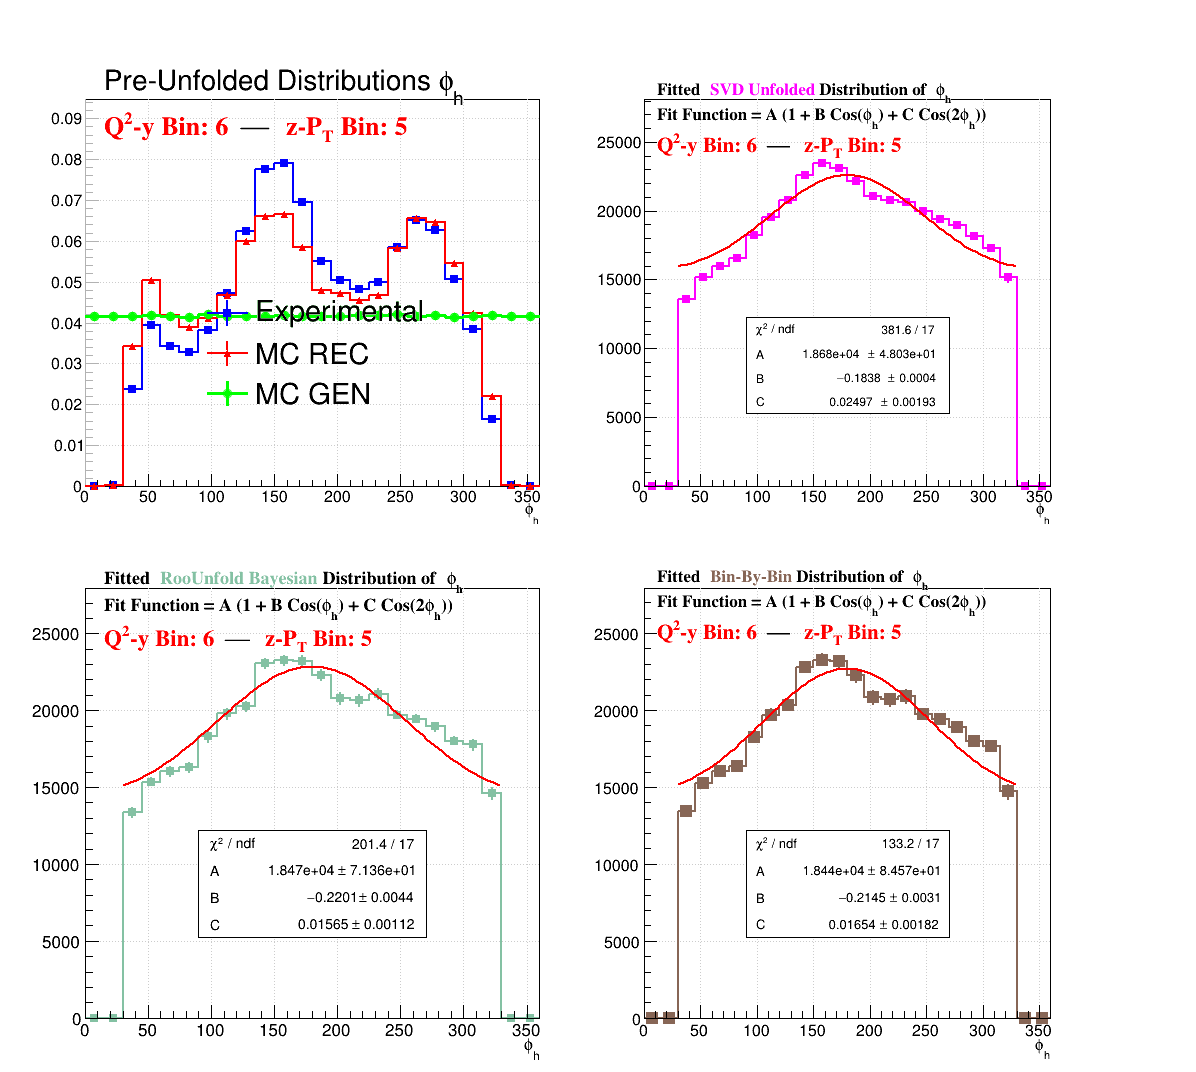 Pre-Unfolded Distributions ϕh
Q²-y Bin: 6 — z-PT Bin: 5
0.09
0.08
0.07
0.06
0.05
0.04
0.03
0.02
0.01
0
Experimental
MC REC
MC GEN
0 50 100 150 200 250 300 350
ϕh
Fitted SVD Unfolded Distribution of ϕh
Fit Function = A (1 + B Cos(ϕh) + C Cos(2ϕh))
Q²-y Bin: 6 — z-PT Bin: 5
25000
20000
15000
10000
5000
0
χ² / ndf 381.6 / 17
A 1.868e+04 ± 4.803e+01
B −0.1838 ± 0.0004
C 0.02497 ± 0.00193
0 50 100 150 200 250 300 350
ϕh
Fitted RooUnfold Bayesian Distribution of ϕh
Fit Function = A (1 + B Cos(ϕh) + C Cos(2ϕh))
Q²-y Bin: 6 — z-PT Bin: 5
25000
20000
15000
10000
5000
0
χ² / ndf 201.4 / 17
A 1.847e+04 ± 7.136e+01
B −0.2201 ± 0.0044
C 0.01565 ± 0.00112
0 50 100 150 200 250 300 350
ϕh
Fitted Bin-By-Bin Distribution of ϕh
Fit Function = A (1 + B Cos(ϕh) + C Cos(2ϕh))
Q²-y Bin: 6 — z-PT Bin: 5
25000
20000
15000
10000
5000
0
χ² / ndf 133.2 / 17
A 1.844e+04 ± 8.457e+01
B −0.2145 ± 0.0031
C 0.01654 ± 0.00182
0 50 100 150 200 250 300 350
ϕh